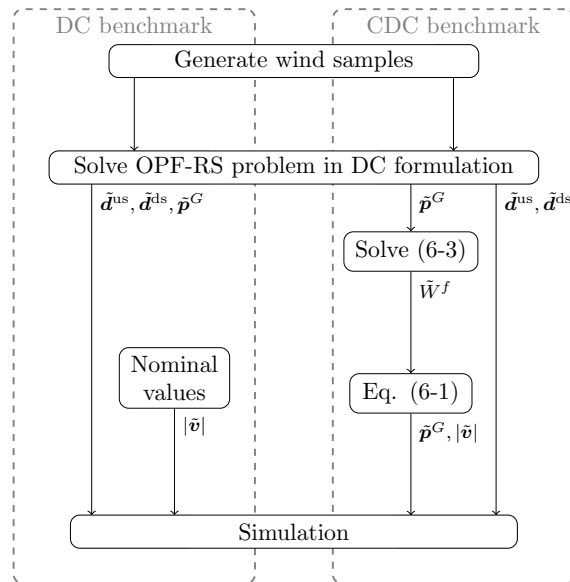 DC benchmark
CDC benchmark
Generate wind samples
Solve OPF-RS problem in DC formulation
d̃ᵘˢ, d̃ᵈˢ, p̃ᴳ
p̃ᴳ
d̃ᵘˢ, d̃ᵈˢ
Solve (6-3)
W̃ᶠ
Nominal
values
Eq. (6-1)
|ṽ|
p̃ᴳ, |ṽ|
Simulation